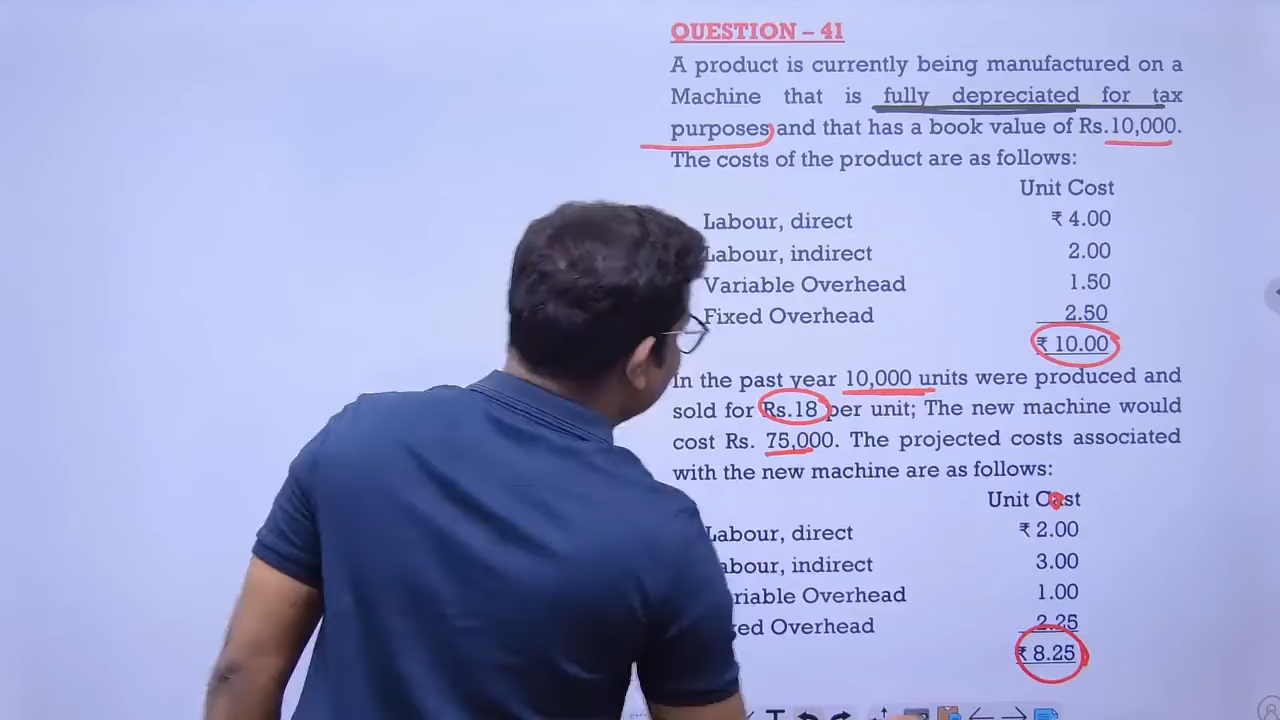 QUESTION – 41
A product is currently being manufactured on a
Machine that is fully depreciated for tax
purposes and that has a book value of Rs.10,000.
The costs of the product are as follows:
Unit Cost
Labour, direct ₹ 4.00
Labour, indirect 2.00
Variable Overhead 1.50
Fixed Overhead 2.50
₹ 10.00
In the past year 10,000 units were produced and
sold for Rs.18 per unit; The new machine would
cost Rs. 75,000. The projected costs associated
with the new machine are as follows:
Unit Cost
Labour, direct ₹ 2.00
abour, indirect 3.00
riable Overhead 1.00
ed Overhead 2.25
₹ 8.25